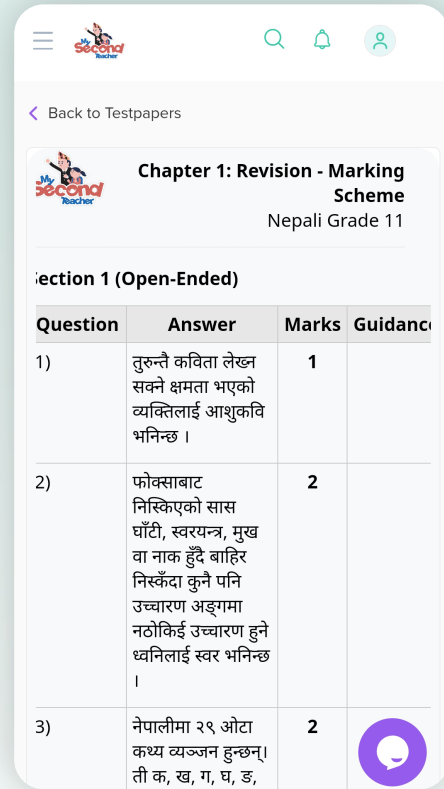 My
Second
Teacher
Back to Testpapers
My
Second
Teacher
Chapter 1: Revision - Marking
Scheme
Nepali Grade 11
Section 1 (Open-Ended)
Question Answer Marks Guidance
1) तुरुन्तै कविता लेख्न 1
सक्ने क्षमता भएको
व्यक्तिलाई आशुकवि
भनिन्छ ।
2) फोक्साबाट 2
निस्किएको सास
घाँटी, स्वरयन्त्र, मुख
वा नाक हुँदै बाहिर
निस्कँदा कुनै पनि
उच्चारण अङ्गमा
नठोकिई उच्चारण हुने
ध्वनिलाई स्वर भनिन्छ
।
3) नेपालीमा २९ ओटा 2
कथ्य व्यञ्जन हुन्छन्।
ती क, ख, ग, घ, ङ,